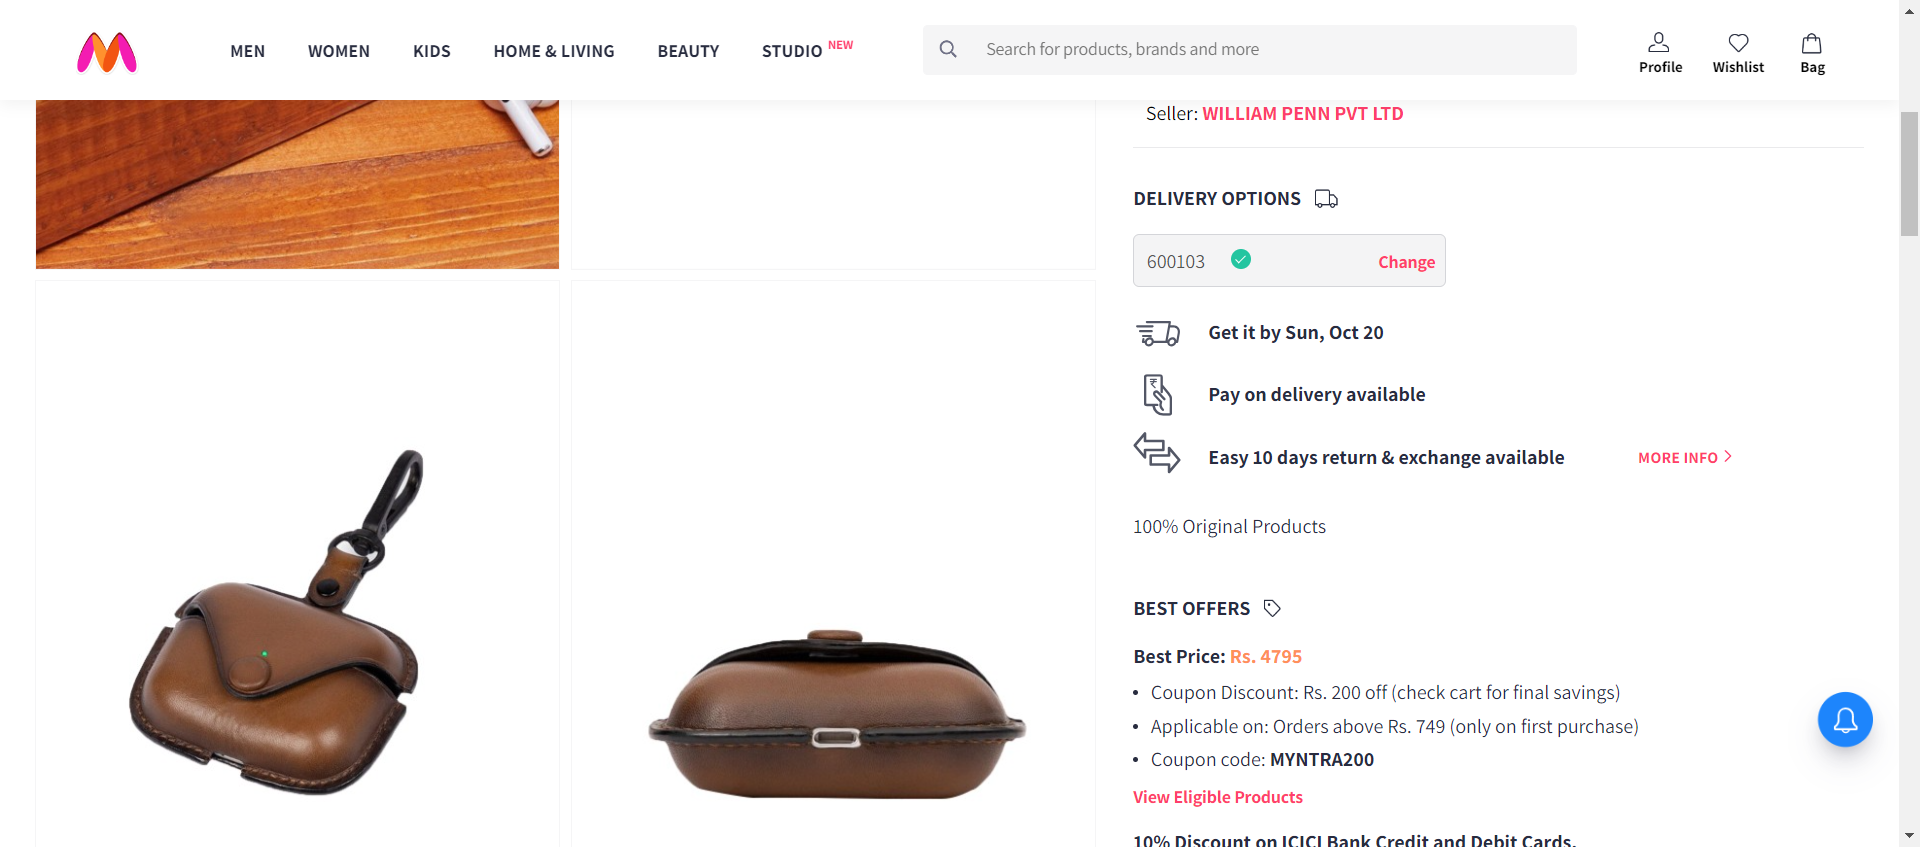 MEN
WOMEN
KIDS
HOME & LIVING
BEAUTY
STUDIO NEW
Search for products, brands and more
Profile
Wishlist
Bag
Seller: WILLIAM PENN PVT LTD
DELIVERY OPTIONS
600103
Change
Get it by Sun, Oct 20
Pay on delivery available
Easy 10 days return & exchange available
MORE INFO
100% Original Products
BEST OFFERS
Best Price: Rs. 4795
• Coupon Discount: Rs. 200 off (check cart for final savings)
• Applicable on: Orders above Rs. 749 (only on first purchase)
• Coupon code: MYNTRA200
View Eligible Products
10% Discount on ICICI Bank Credit and Debit Cards.